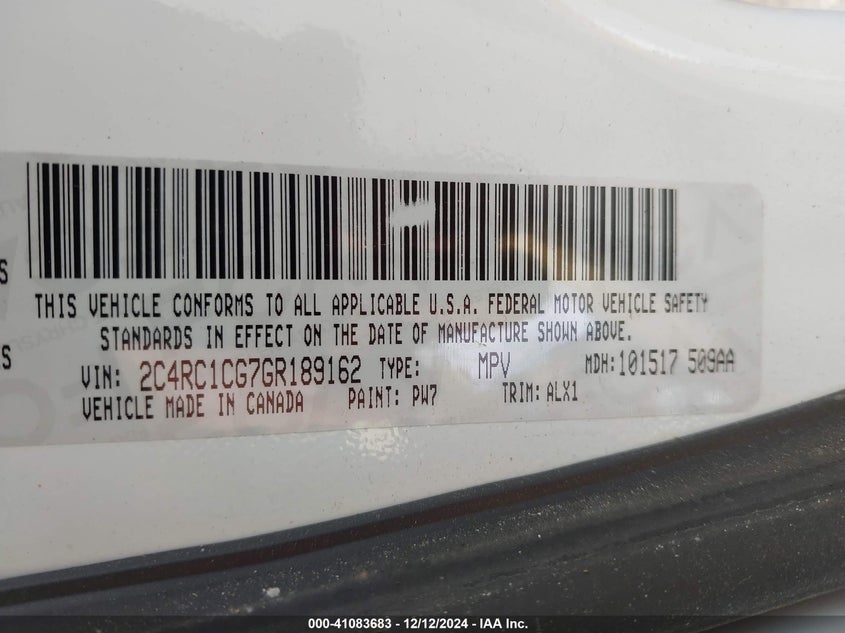 S
THIS VEHICLE CONFORMS TO ALL APPLICABLE U.S.A. FEDERAL MOTOR VEHICLE SAFETY
STANDARDS IN EFFECT ON THE DATE OF MANUFACTURE SHOWN ABOVE.
S
VIN: 2C4RC1CG7GR189162 TYPE: MPV MDH:101517 509AA
VEHICLE MADE IN CANADA PAINT: PW7 TRIM: ALX1
000-41083683 - 12/12/2024 - IAA Inc.